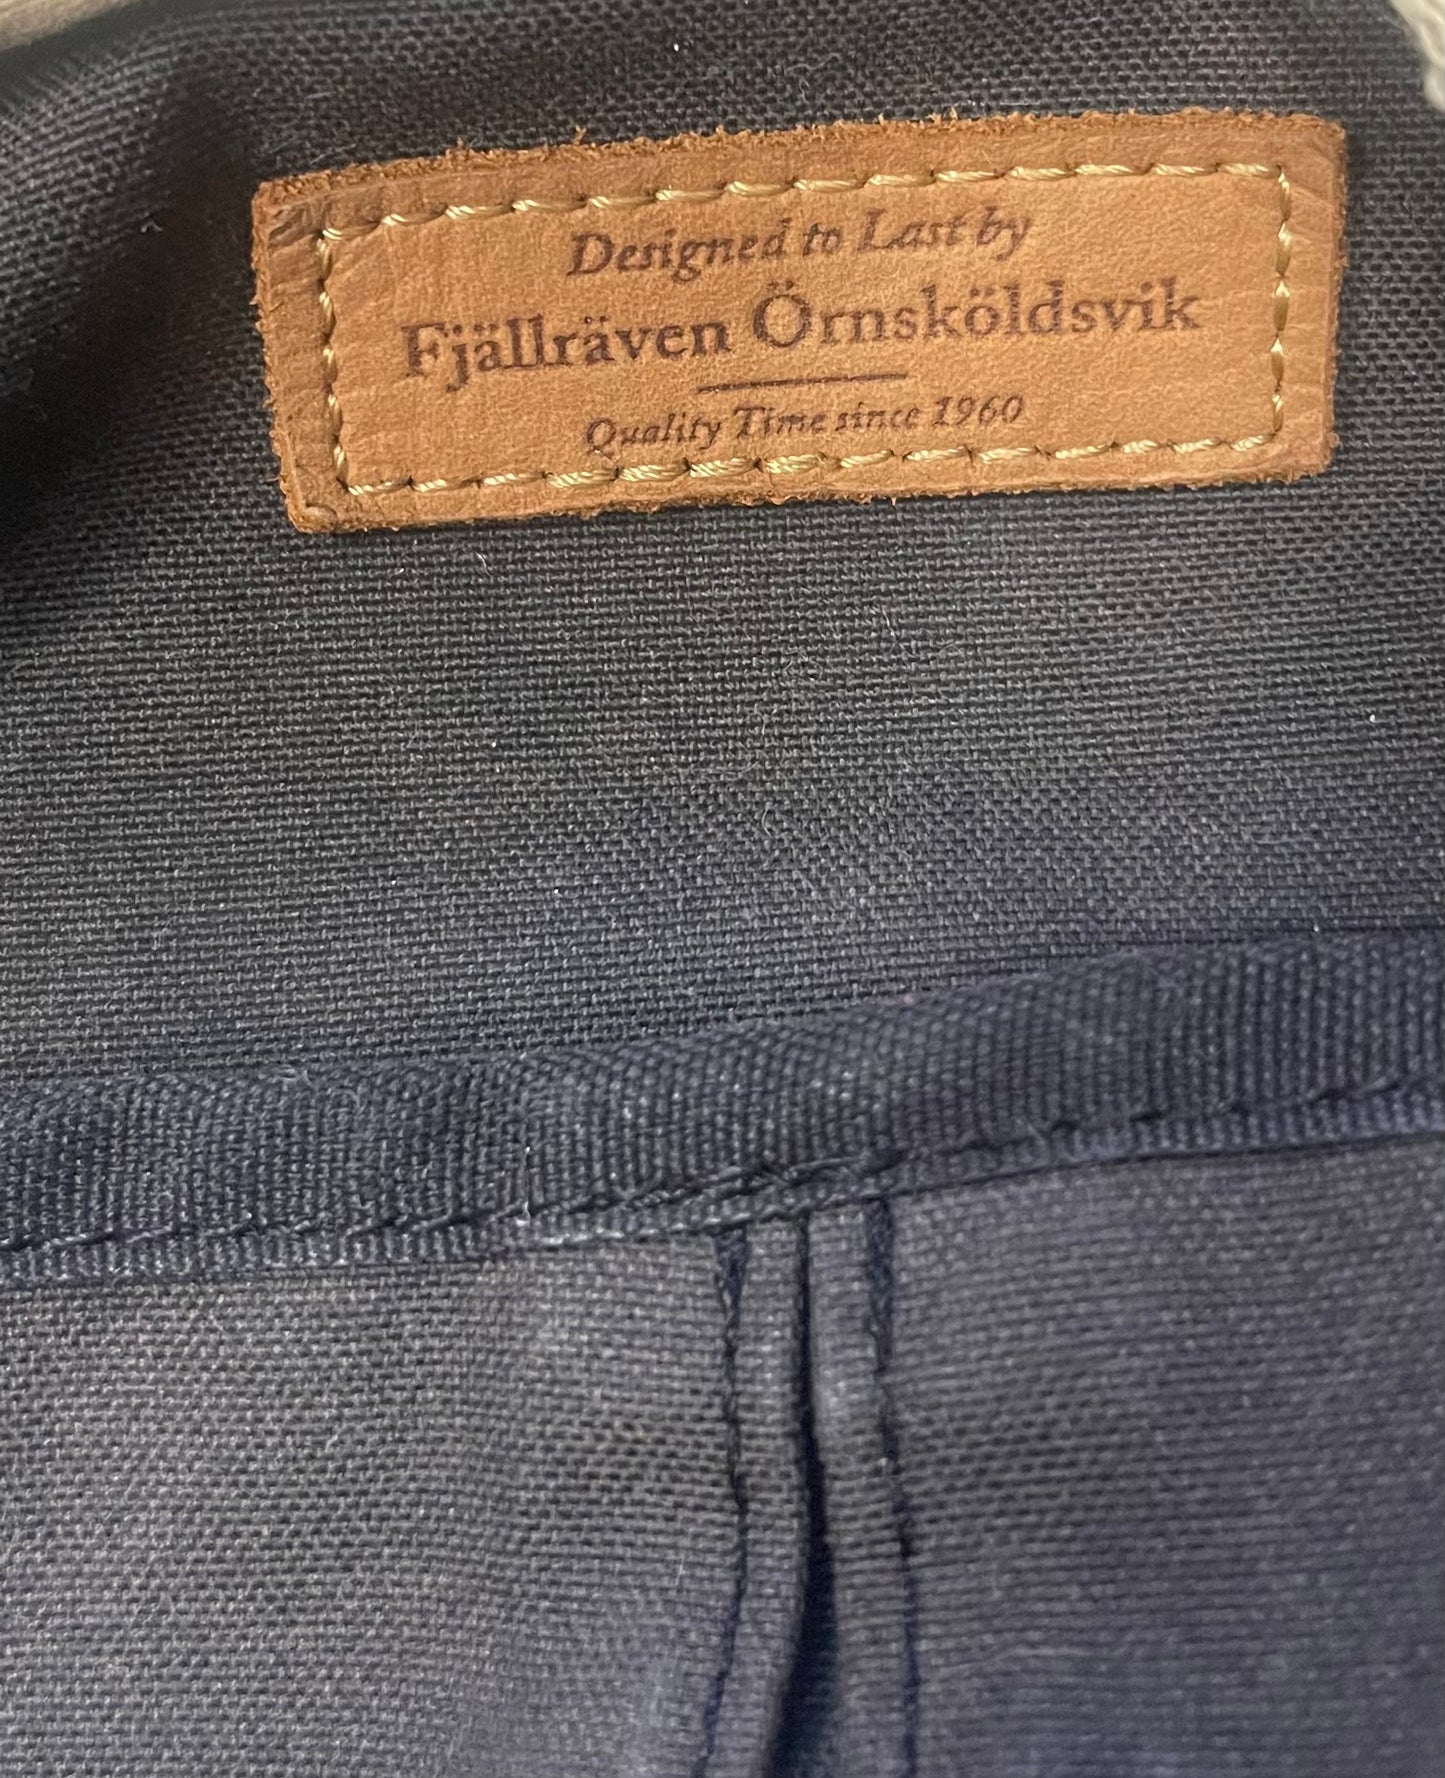 Designed to Last by
Fjällräven Örnsköldsvik
Quality Time since 1960